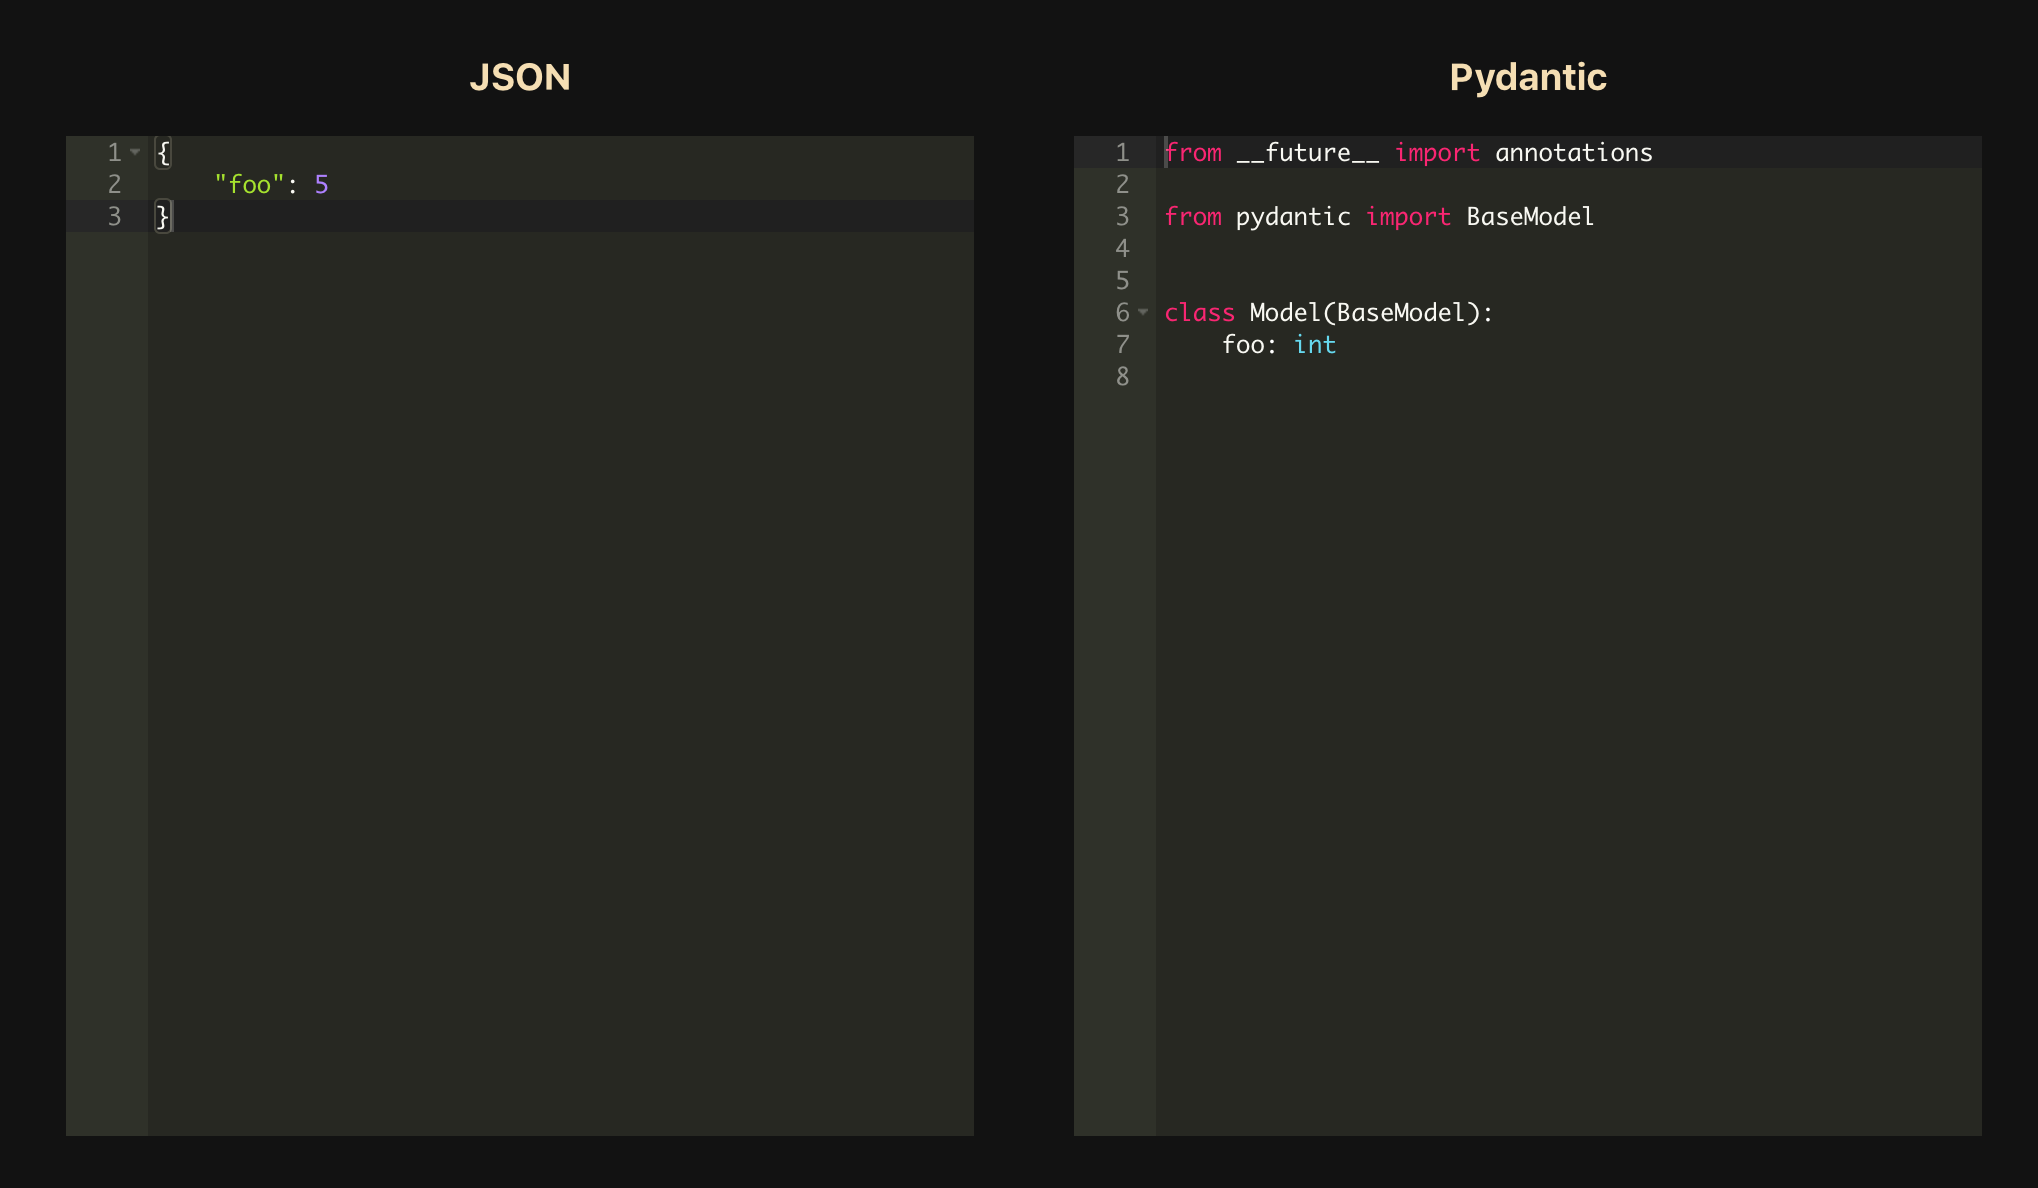 JSON
1 {
2     "foo": 5
3 }
Pydantic
1 from __future__ import annotations
2
3 from pydantic import BaseModel
4
5
6 class Model(BaseModel):
7     foo: int
8